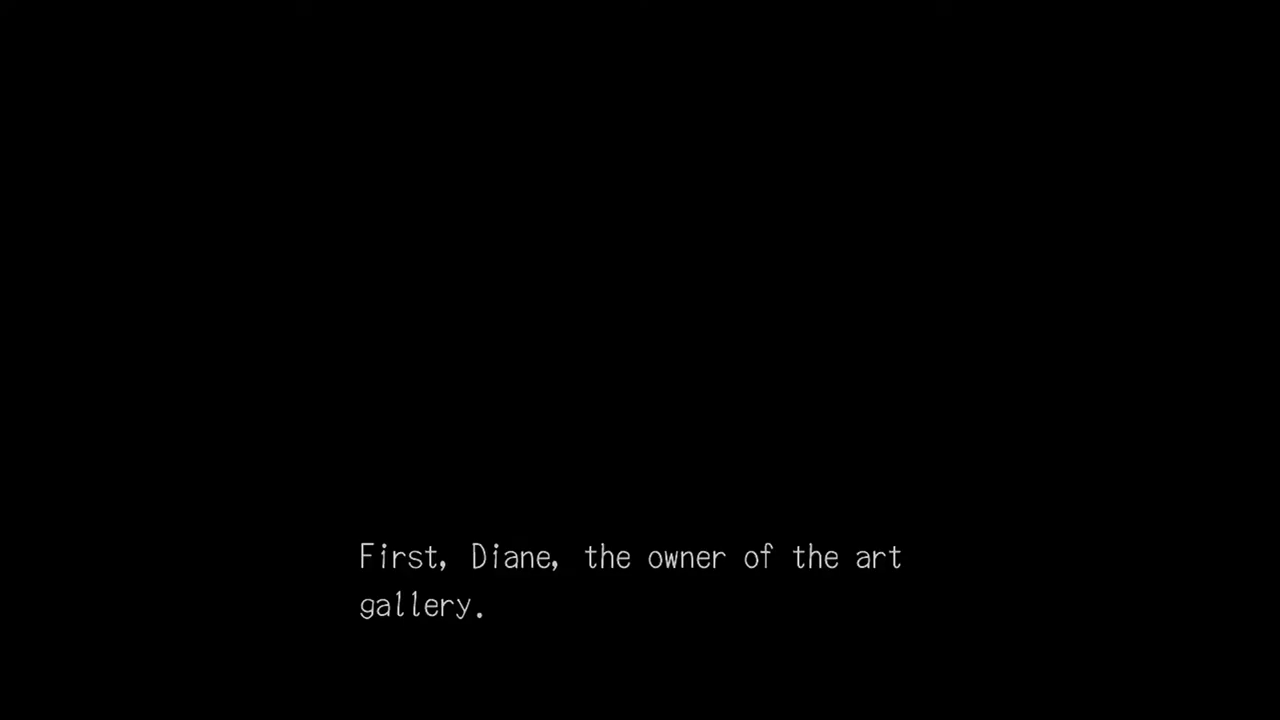 First, Diane, the owner of the art
gallery.